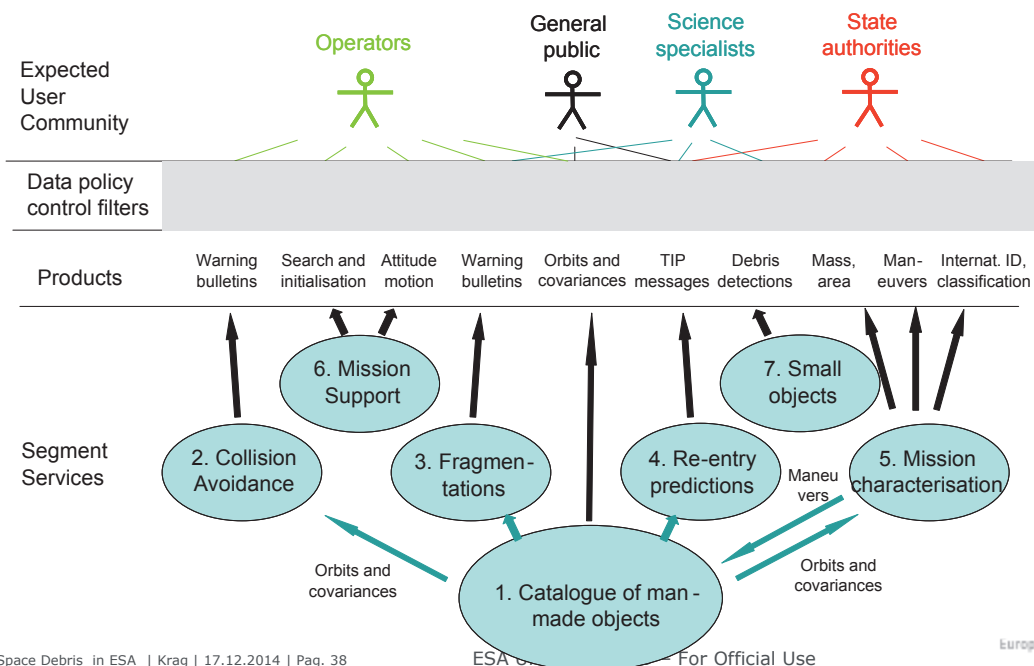 Operators
General
public
Science
specialists
State
authorities
Expected
User
Community
Data policy
control filters
Products
Warning
bulletins
Search and
initialisation
Attitude
motion
Warning
bulletins
Orbits and
covariances
TIP
messages
Debris
detections
Mass,
area
Man-
euvers
Internat. ID,
classification
Segment
Services
6. Mission
Support
7. Small
objects
2. Collision
Avoidance
3. Fragmen-
tations
4. Re-entry
predictions
5. Mission
characterisation
Maneu
vers
Orbits and
covariances
Orbits and
covariances
1. Catalogue of man-
made objects
Space Debris in ESA | Krag | 17.12.2014 | Pag. 38
ESA For Official Use
Europ